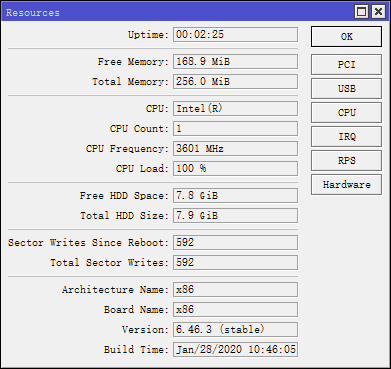 Resources
Uptime: 00:02:25
OK
Free Memory: 168.9 MiB
PCI
Total Memory: 256.0 MiB
USB
CPU: Intel(R)
CPU
CPU Count: 1
IRQ
CPU Frequency: 3601 MHz
RPS
CPU Load: 100 %
Hardware
Free HDD Space: 7.8 GiB
Total HDD Size: 7.9 GiB
Sector Writes Since Reboot: 592
Total Sector Writes: 592
Architecture Name: x86
Board Name: x86
Version: 6.46.3 (stable)
Build Time: Jan/28/2020 10:46:05